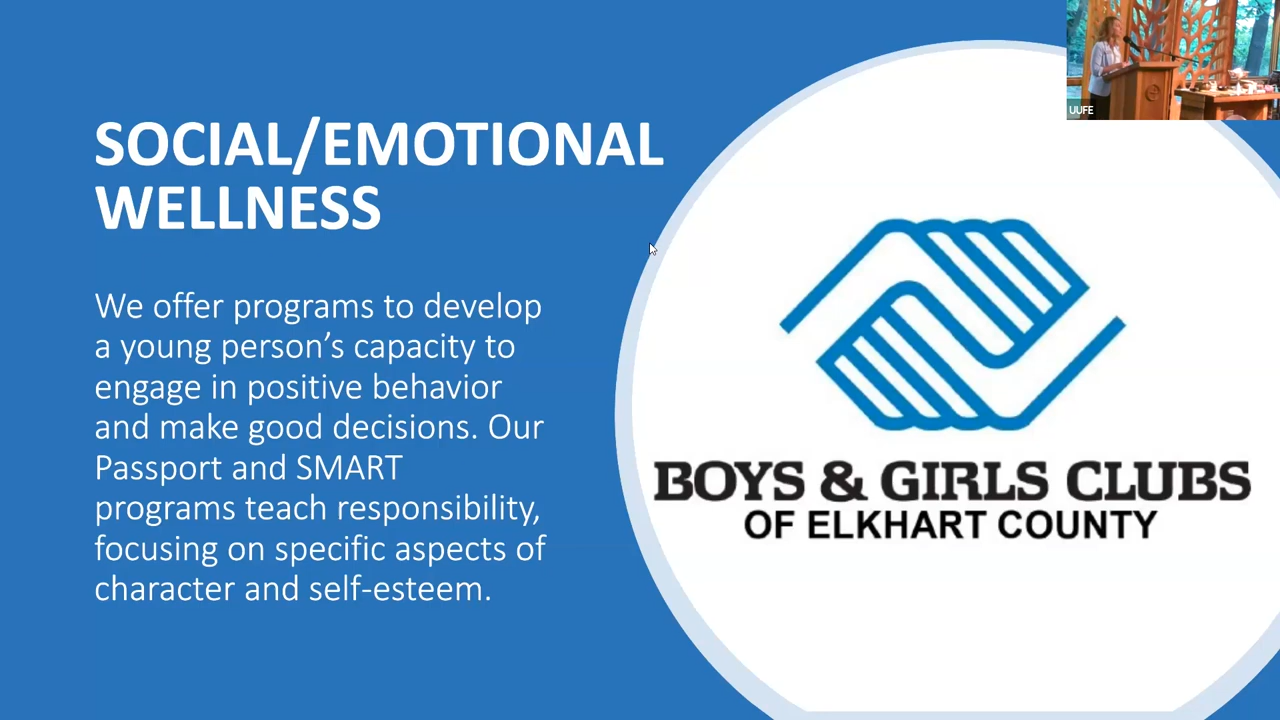 UUFE
SOCIAL/EMOTIONAL
WELLNESS
We offer programs to develop
a young person’s capacity to
engage in positive behavior
and make good decisions. Our
Passport and SMART
programs teach responsibility,
focusing on specific aspects of
character and self-esteem.
BOYS & GIRLS CLUBS
OF ELKHART COUNTY